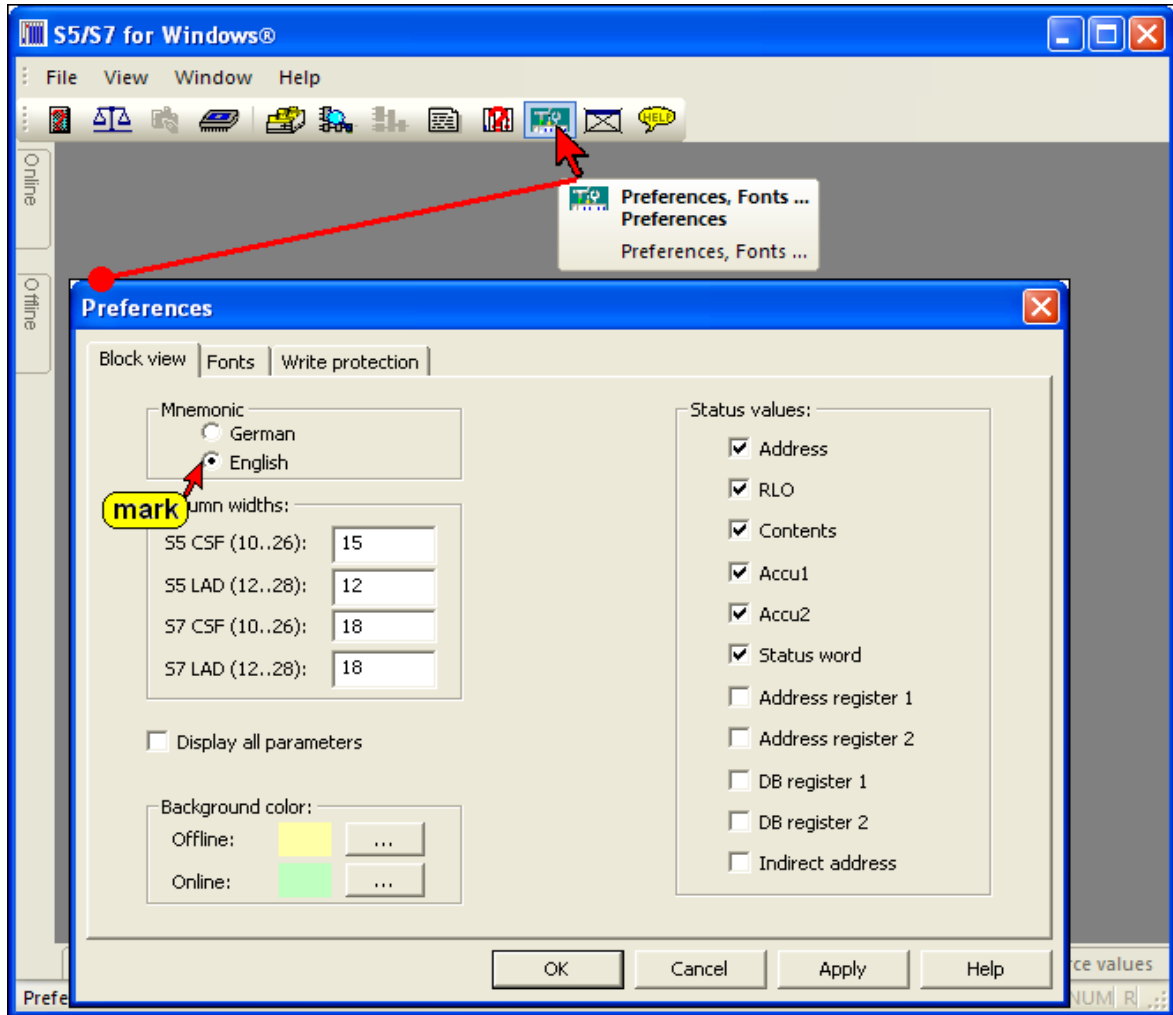 S5/S7 for Windows®
File View Window Help
HELP
Online
Preferences, Fonts ...
Preferences
Preferences, Fonts ...
Offline
Preferences
Block view Fonts Write protection
Mnemonic
German
English
mark
umn widths:
S5 CSF (10..26): 15
S5 LAD (12..28): 12
S7 CSF (10..26): 18
S7 LAD (12..28): 18
Display all parameters
Background color:
Offline: ...
Online: ...
Status values:
Address
RLO
Contents
Accu1
Accu2
Status word
Address register 1
Address register 2
DB register 1
DB register 2
Indirect address
OK Cancel Apply Help
rce values
Prefe
NUM R